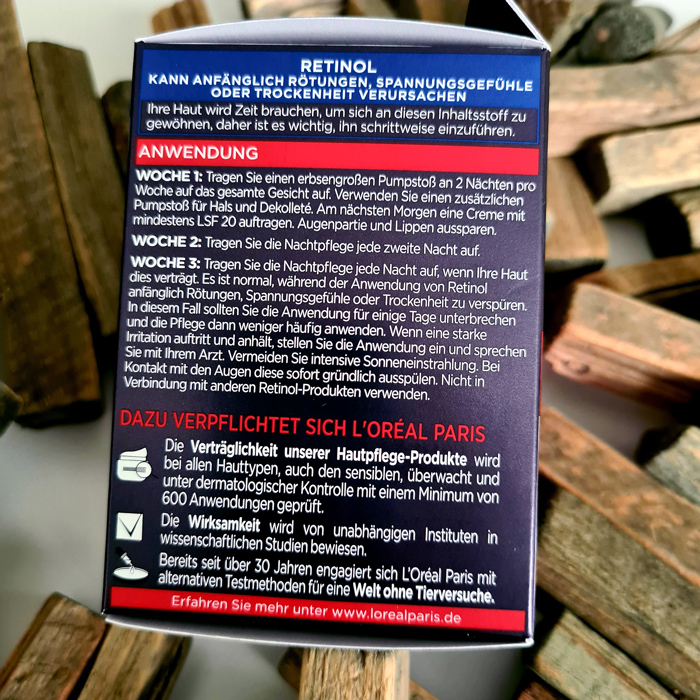 RETINOL
KANN ANFÄNGLICH RÖTUNGEN, SPANNUNGSGEFÜHLE
ODER TROCKENHEIT VERURSACHEN
Ihre Haut wird Zeit brauchen, um sich an diesen Inhaltsstoff zu
gewöhnen, daher ist es wichtig, ihn schrittweise einzuführen.
ANWENDUNG
WOCHE 1: Tragen Sie einen erbsengroßen Pumpstoß an 2 Nächten pro
Woche auf das gesamte Gesicht auf. Verwenden Sie einen zusätzlichen
Pumpstoß für Hals und Dekolleté. Am nächsten Morgen eine Creme mit
mindestens LSF 20 auftragen. Augenpartie und Lippen aussparen.
WOCHE 2: Tragen Sie die Nachtpflege jede zweite Nacht auf.
WOCHE 3: Tragen Sie die Nachtpflege jede Nacht auf, wenn Ihre Haut
dies verträgt. Es ist normal, während der Anwendung von Retinol
anfänglich Rötungen, Spannungsgefühle oder Trockenheit zu verspüren.
In diesem Fall sollten Sie die Anwendung für einige Tage unterbrechen
und die Pflege dann weniger häufig anwenden. Wenn eine starke
Irritation auftritt und anhält, stellen Sie die Anwendung ein und sprechen
Sie mit Ihrem Arzt. Vermeiden Sie intensive Sonneneinstrahlung. Bei
Kontakt mit den Augen diese sofort gründlich ausspülen. Nicht in
Verbindung mit anderen Retinol-Produkten verwenden.
DAZU VERPFLICHTET SICH L'ORÉAL PARIS
Die Verträglichkeit unserer Hautpflege-Produkte wird
bei allen Hauttypen, auch den sensiblen, überwacht und
unter dermatologischer Kontrolle mit einem Minimum von
600 Anwendungen geprüft.
Die Wirksamkeit wird von unabhängigen Instituten in
wissenschaftlichen Studien bewiesen.
Bereits seit über 30 Jahren engagiert sich L'Oréal Paris mit
alternativen Testmethoden für eine Welt ohne Tierversuche.
Erfahren Sie mehr unter www.lorealparis.de